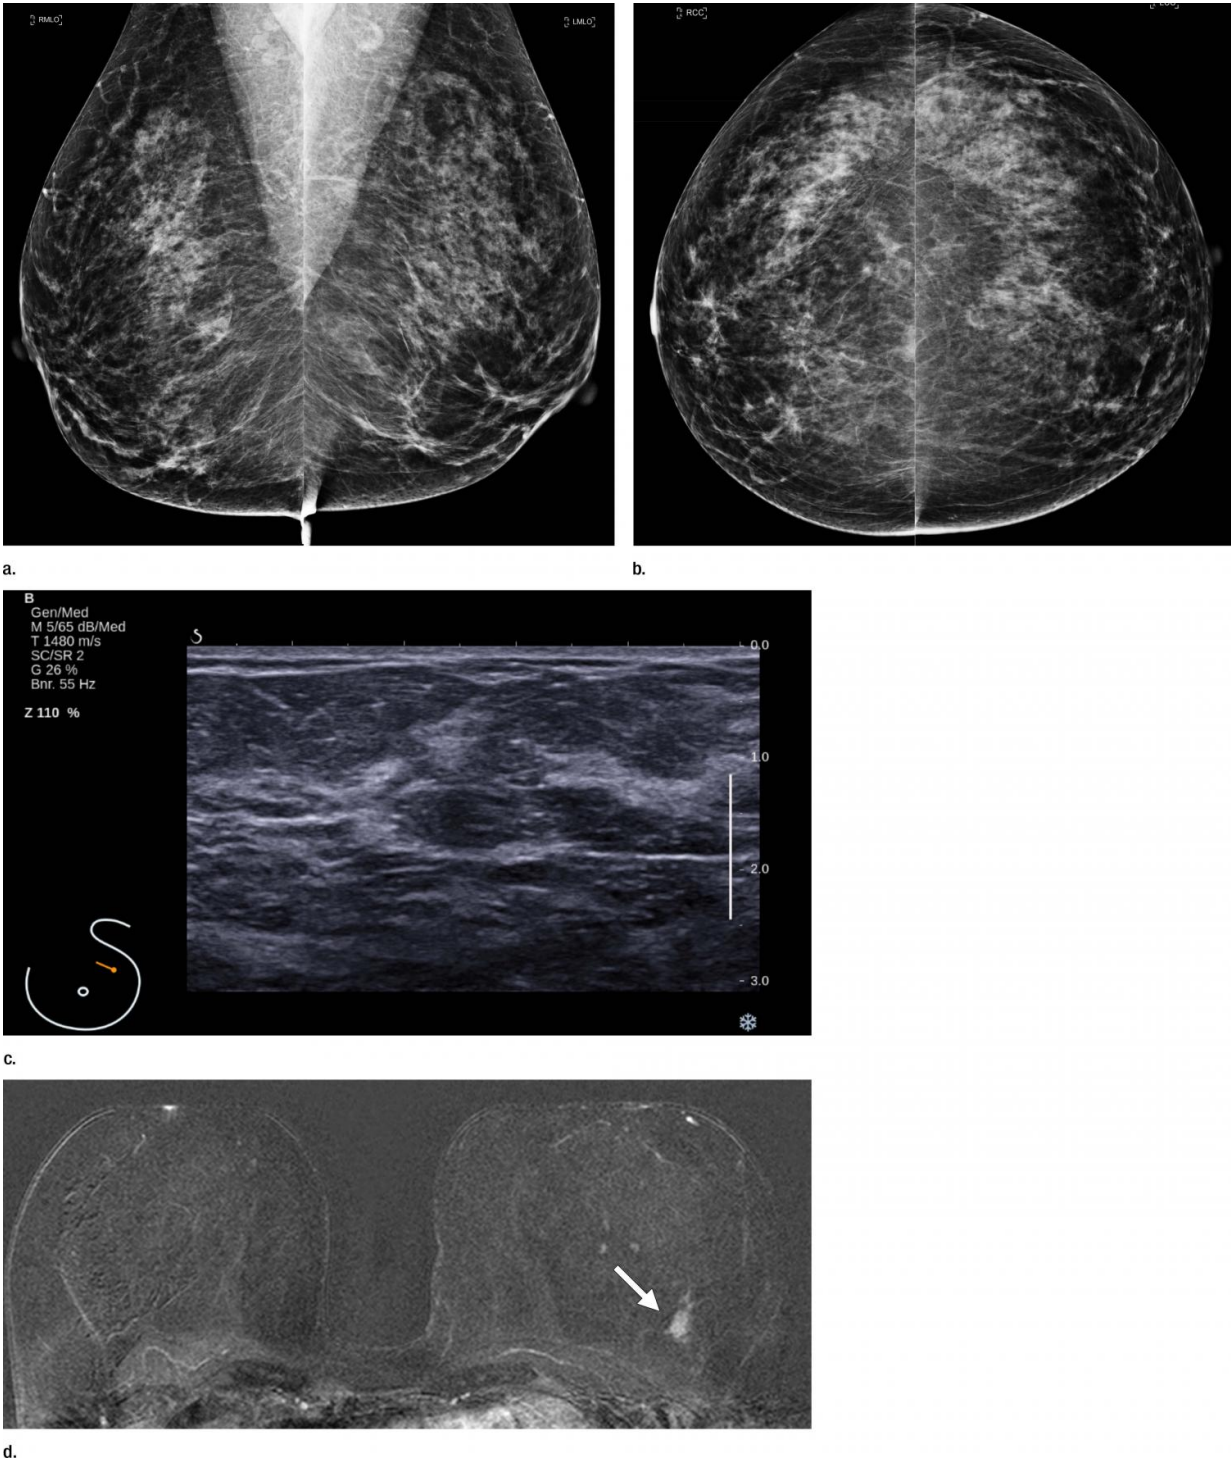 RMLO
LMLO
RCC
a.
b.
B
Gen/Med
M 5/65 dB/Med
T 1480 m/s
SC/SR 2
G 26 %
Bnr. 55 Hz
Z 110 %
0.0
1.0
2.0
3.0
c.
d.